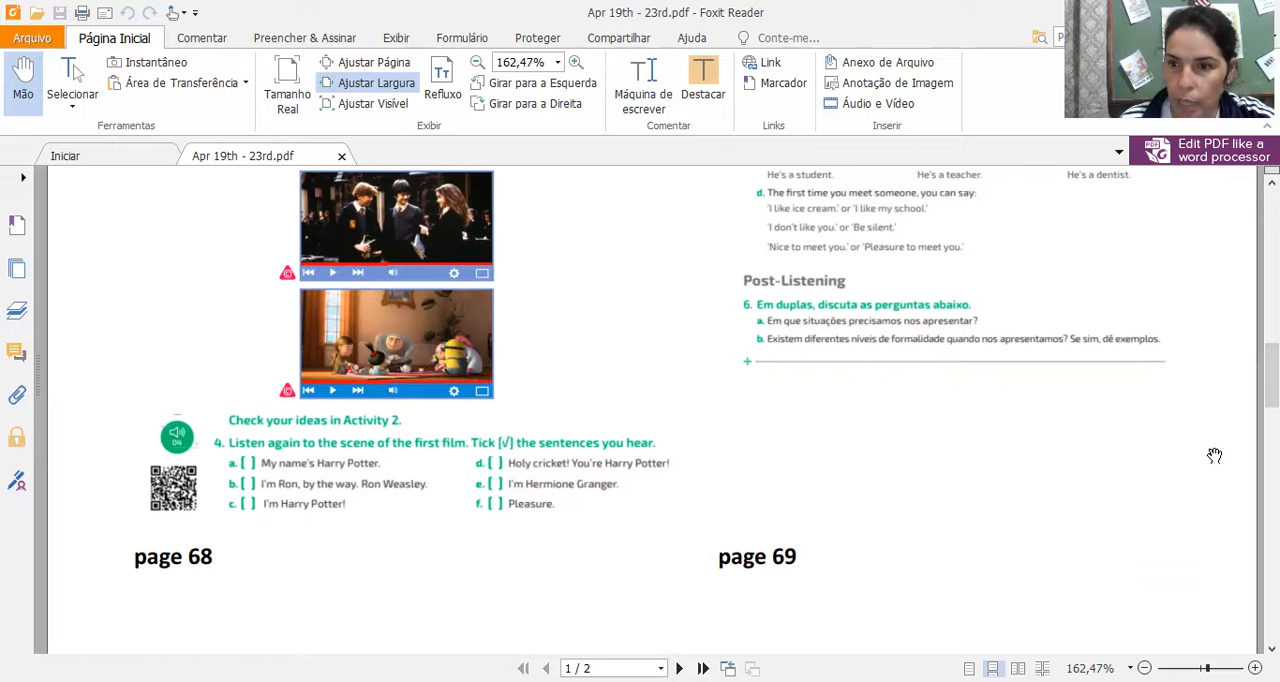 Apr 19th - 23rd.pdf - Foxit Reader
Arquivo
Página Inicial
Comentar
Preencher & Assinar
Exibir
Formulário
Proteger
Compartilhar
Ajuda
Conte-me...
Mão
Selecionar
Instantâneo
Área de Transferência
Ferramentas
Tamanho
Real
Ajustar Página
Ajustar Largura
Ajustar Visível
Refluxo
162,47%
Girar para a Esquerda
Girar para a Direita
Exibir
Máquina de
escrever
Destacar
Comentar
Link
Marcador
Links
Anexo de Arquivo
Anotação de Imagem
Áudio e Vídeo
Inserir
Iniciar
Apr 19th - 23rd.pdf
Edit PDF like a
word processor
Check your ideas in Activity 2.
04
4. Listen again to the scene of the first film. Tick [√] the sentences you hear.
a. [ ] My name's Harry Potter.
b. [ ] I'm Ron, by the way. Ron Weasley.
c. [ ] I'm Harry Potter!
d. [ ] Holy cricket! You're Harry Potter!
e. [ ] I'm Hermione Granger.
f. [ ] Pleasure.
page 68
He's a student. He's a teacher. He's a dentist.
d. The first time you meet someone, you can say:
'I like ice cream.' or 'I like my school.'
'I don't like you.' or 'Be silent.'
'Nice to meet you.' or 'Pleasure to meet you.'
Post-Listening
6. Em duplas, discuta as perguntas abaixo.
a. Em que situações precisamos nos apresentar?
b. Existem diferentes níveis de formalidade quando nos apresentamos? Se sim, dê exemplos.
page 69
1 / 2
162,47%